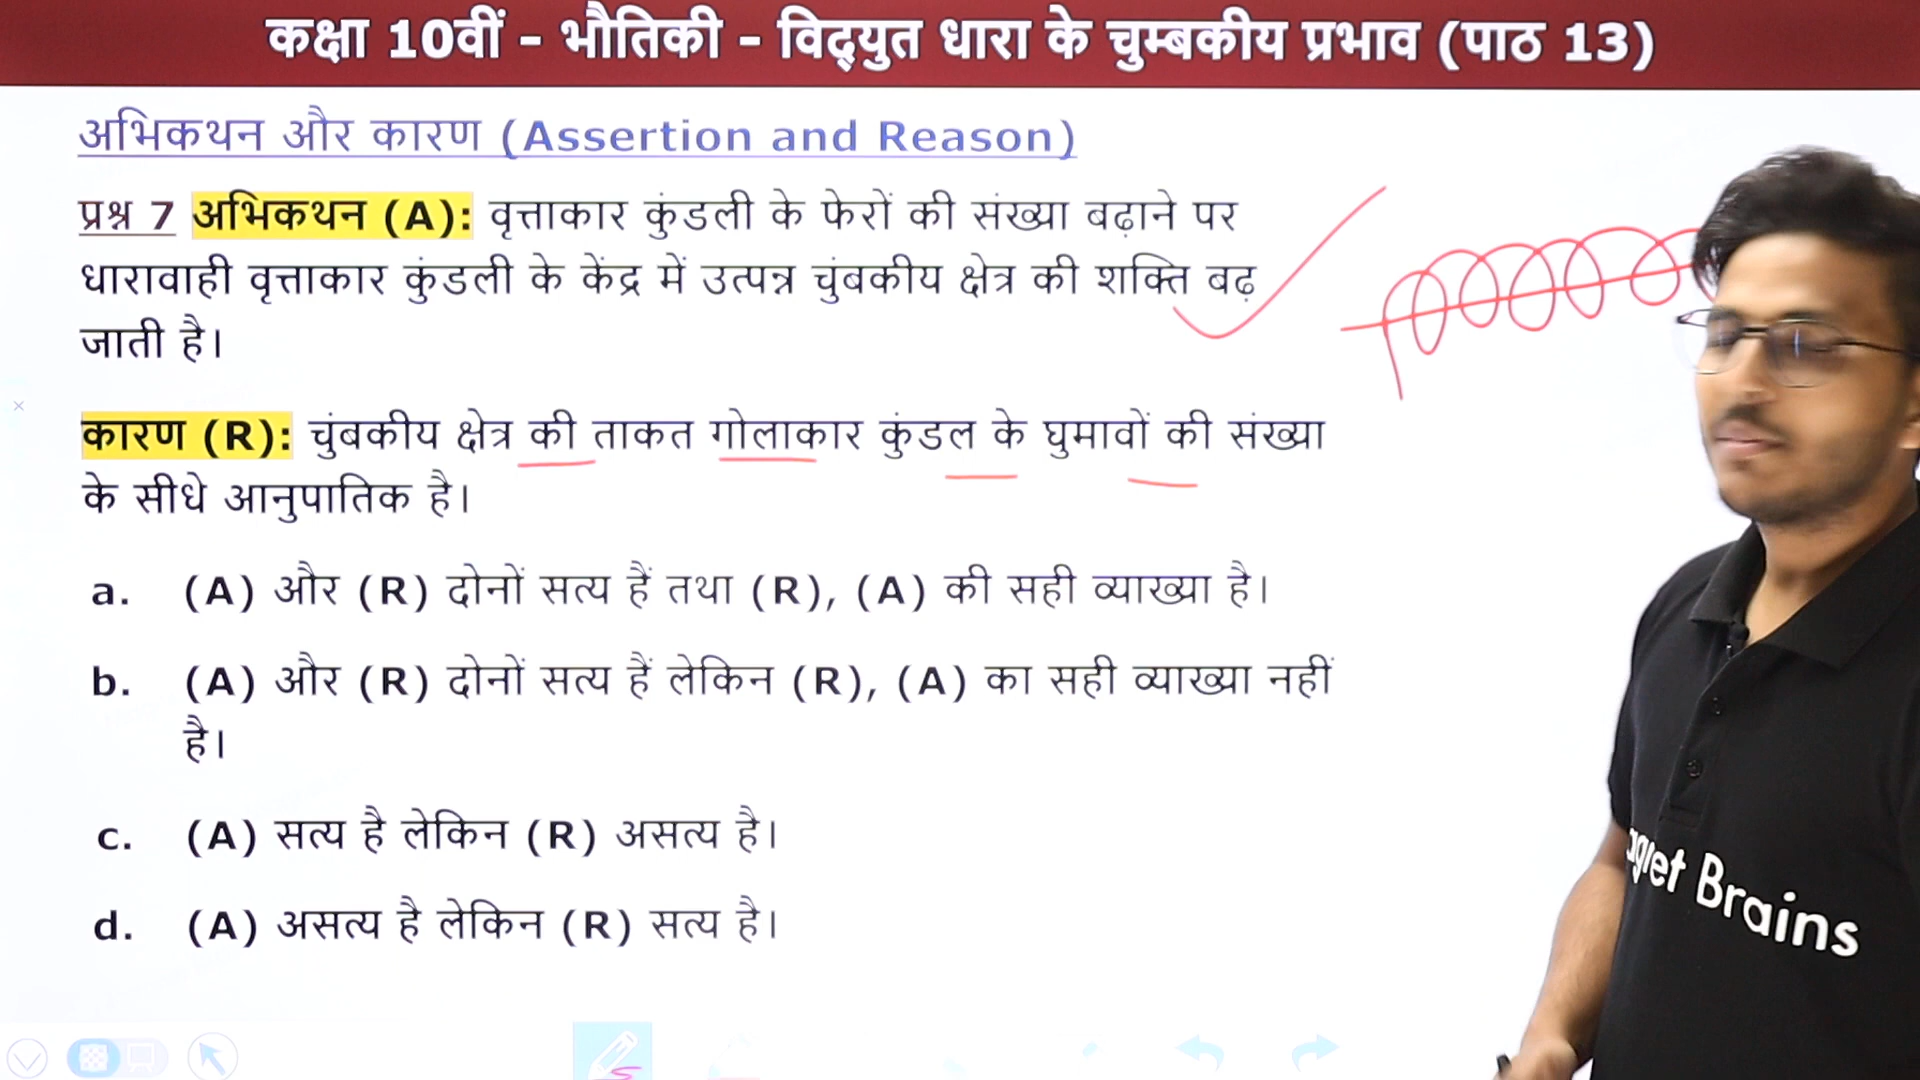 कक्षा 10वीं - भौतिकी - विद्युत धारा के चुम्बकीय प्रभाव (पाठ 13)
अभिकथन और कारण (Assertion and Reason)
प्रश्न 7 अभिकथन (A): वृत्ताकार कुंडली के फेरों की संख्या बढ़ाने पर
धारावाही वृत्ताकार कुंडली के केंद्र में उत्पन्न चुंबकीय क्षेत्र की शक्ति बढ़
जाती है।
कारण (R): चुंबकीय क्षेत्र की ताकत गोलाकार कुंडल के घुमावों की संख्या
के सीधे आनुपातिक है।
a. (A) और (R) दोनों सत्य हैं तथा (R), (A) की सही व्याख्या है।
b. (A) और (R) दोनों सत्य हैं लेकिन (R), (A) का सही व्याख्या नहीं
है।
c. (A) सत्य है लेकिन (R) असत्य है।
d. (A) असत्य है लेकिन (R) सत्य है।
Brains